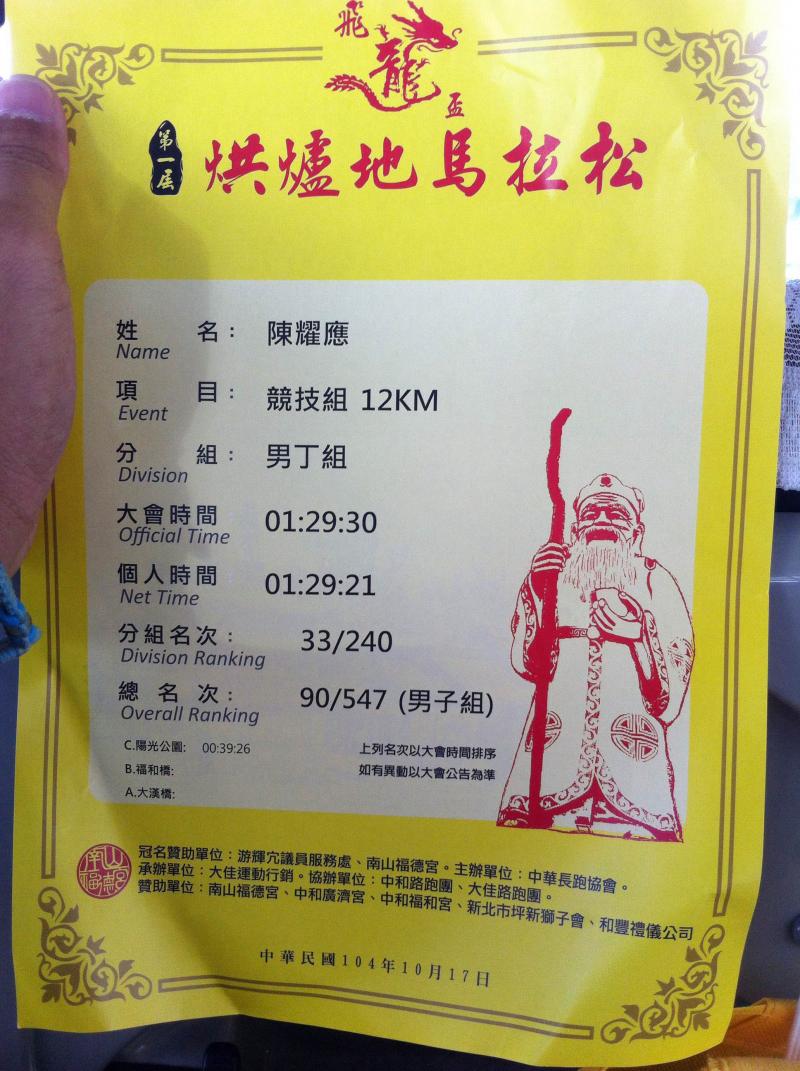 飛龍盃
第一屆
烘爐地馬拉松
姓 名: 陳耀應
Name
項 目: 競技組 12KM
Event
分 組: 男丁組
Division
大會時間 01:29:30
Official Time
個人時間 01:29:21
Net Time
分組名次: 33/240
Division Ranking
總 名 次: 90/547 (男子組)
Overall Ranking
C.陽光公園: 00:39:26
上列名次以大會時間排序
B.福和橋:
如有異動以大會公告為準
A.大漢橋:
南山福德宮
冠名贊助單位：游輝宂議員服務處、南山福德宮。主辦單位：中華長跑協會。
承辦單位：大佳運動行銷。協辦單位：中和路跑團、大佳路跑團。
贊助單位：南山福德宮、中和廣濟宮、中和福和宮、新北市坪新獅子會、和豐禮儀公司
中華民國104年10月17日